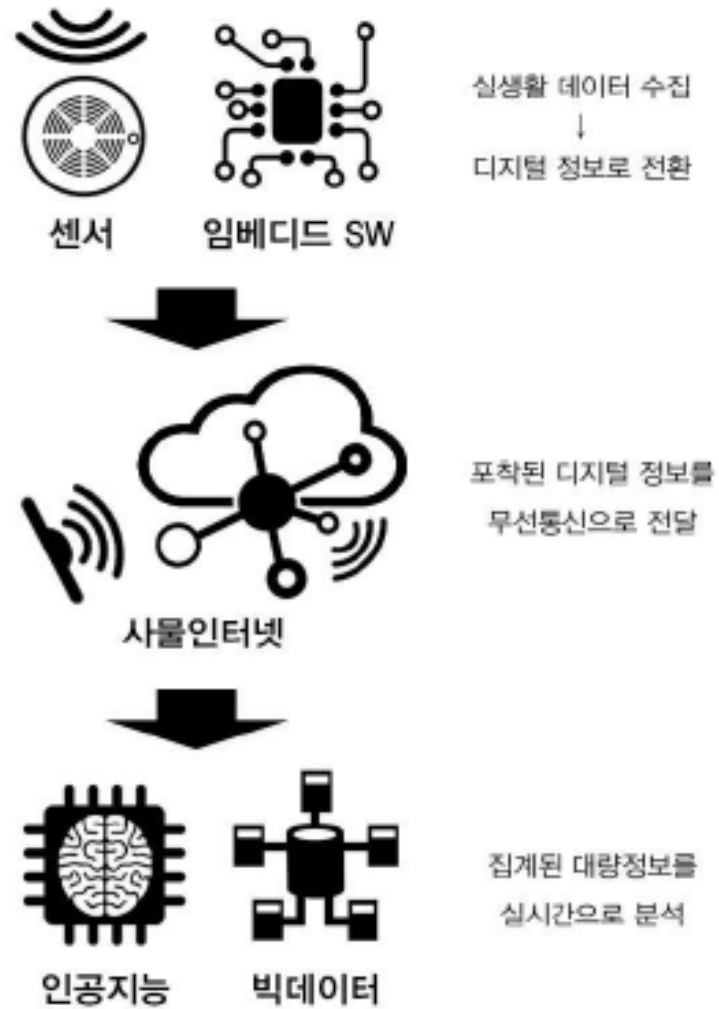 센서
임베디드 SW
실생활 데이터 수집
↓
디지털 정보로 전환
사물인터넷
포착된 디지털 정보를
무선통신으로 전달
인공지능
빅데이터
집계된 대량정보를
실시간으로 분석